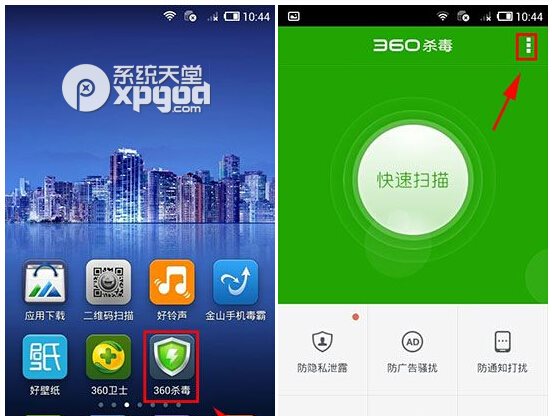 10:44
系统天堂
xpgod.com
应用下载
二维码扫描
好铃声
金山手机毒霸
纸
好壁纸
360卫士
360杀毒
10:44
360杀毒
快速扫描
AD
防隐私泄露
防广告骚扰
防通知打扰